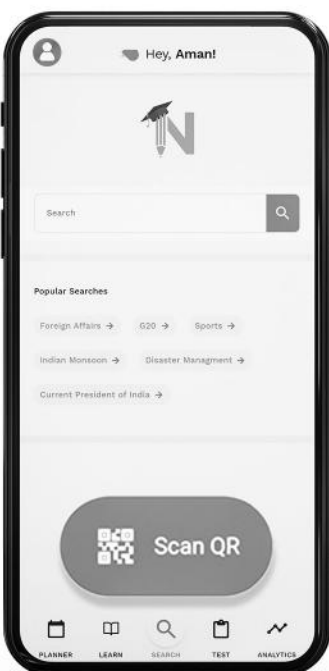 Hey, Aman!
N
Search
Popular Searches
Foreign Affairs → G20 → Sports →
Indian Monsoon → Disaster Managment →
Current President of India →
Scan QR
PLANNER LEARN SEARCH TEST ANALYTICS